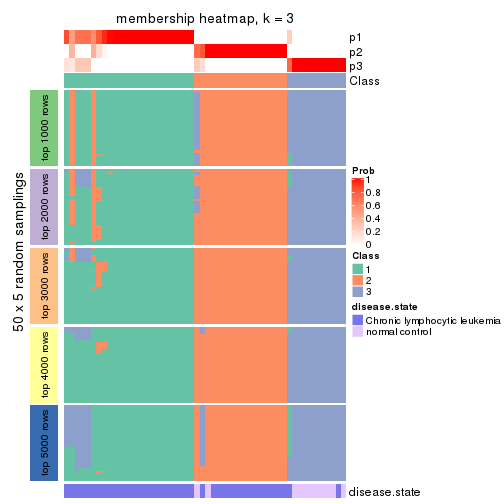 membership heatmap, k = 3
p1
p2
p3
Class
50 x 5 random samplings
top 1000 rows
top 2000 rows
top 3000 rows
top 4000 rows
top 5000 rows
Prob
1
0.8
0.6
0.4
0.2
0
Class
1
2
3
disease.state
Chronic lymphocytic leukemia
normal control
disease.state